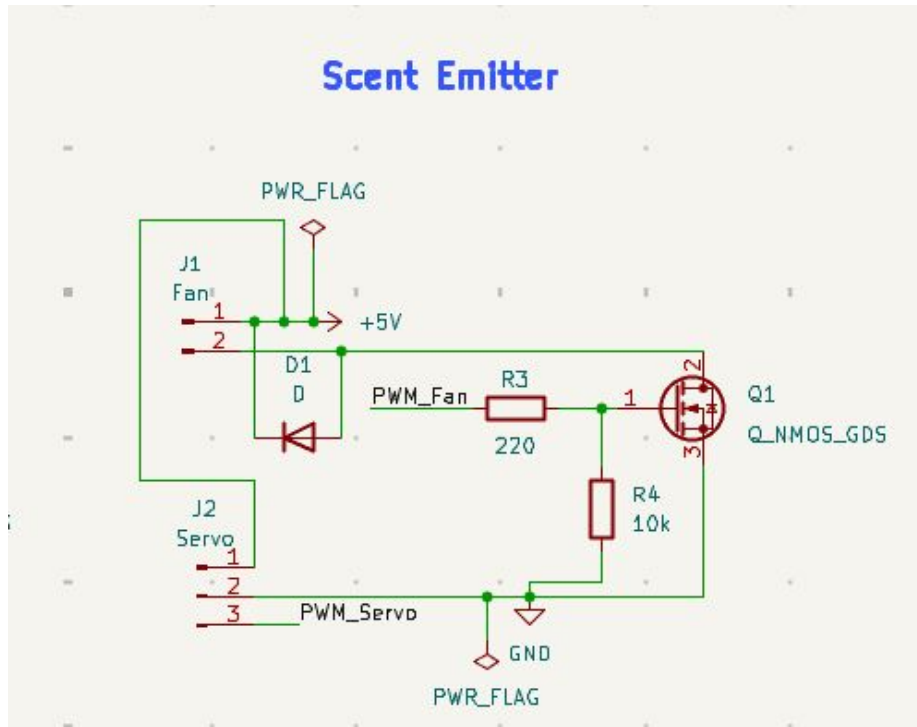 Scent Emitter
PWR_FLAG
J1
Fan
1
+5V
2
D1
D
PWM_Fan
R3
220
1
2
3
Q1
Q_NMOS_GDS
R4
10k
J2
Servo
1
2
3
PWM_Servo
GND
PWR_FLAG